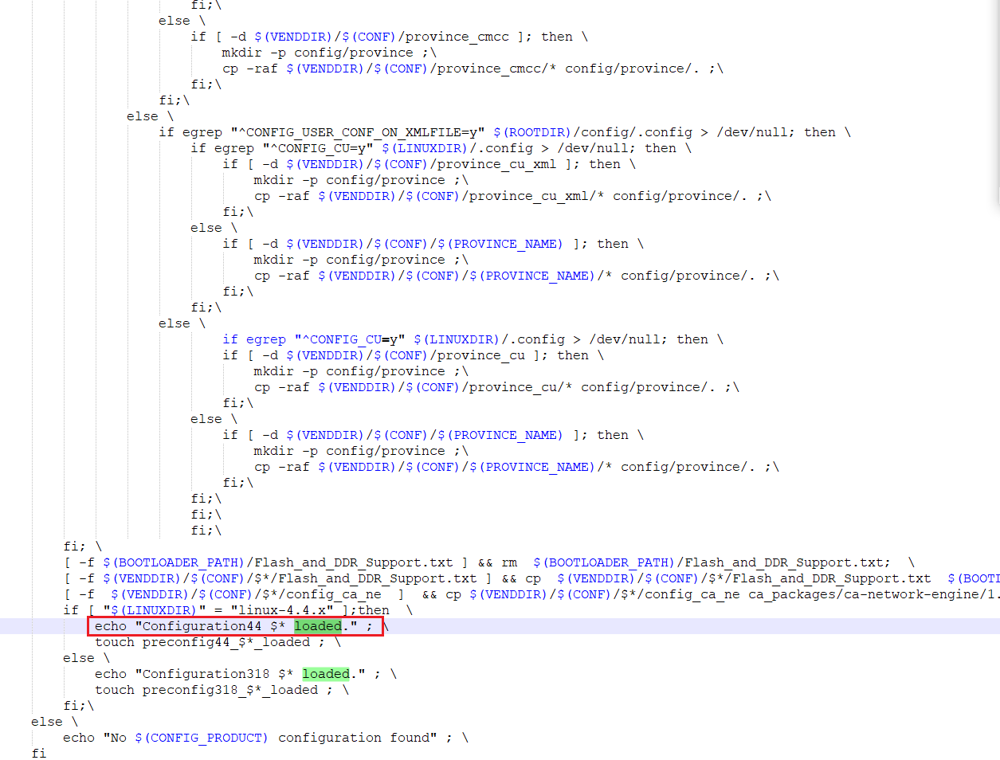 fi;\
else \
if [ -d $(VENDDIR)/$(CONF)/province_cmcc ]; then \
mkdir -p config/province ;\
cp -raf $(VENDDIR)/$(CONF)/province_cmcc/* config/province/. ;\
fi;\
fi;\
else \
if egrep "^CONFIG_USER_CONF_ON_XMLFILE=y" $(ROOTDIR)/config/.config > /dev/null; then \
if egrep "^CONFIG_CU=y" $(LINUXDIR)/.config > /dev/null; then \
if [ -d $(VENDDIR)/$(CONF)/province_cu_xml ]; then \
mkdir -p config/province ;\
cp -raf $(VENDDIR)/$(CONF)/province_cu_xml/* config/province/. ;\
fi;\
else \
if [ -d $(VENDDIR)/$(CONF)/$(PROVINCE_NAME) ]; then \
mkdir -p config/province ;\
cp -raf $(VENDDIR)/$(CONF)/$(PROVINCE_NAME)/* config/province/. ;\
fi;\
fi;\
else \
if egrep "^CONFIG_CU=y" $(LINUXDIR)/.config > /dev/null; then \
if [ -d $(VENDDIR)/$(CONF)/province_cu ]; then \
mkdir -p config/province ;\
cp -raf $(VENDDIR)/$(CONF)/province_cu/* config/province/. ;\
fi;\
else \
if [ -d $(VENDDIR)/$(CONF)/$(PROVINCE_NAME) ]; then \
mkdir -p config/province ;\
cp -raf $(VENDDIR)/$(CONF)/$(PROVINCE_NAME)/* config/province/. ;\
fi;\
fi;\
fi;\
fi;\
fi; \
[ -f $(BOOTLOADER_PATH)/Flash_and_DDR_Support.txt ] && rm  $(BOOTLOADER_PATH)/Flash_and_DDR_Support.txt;  \
[ -f $(VENDDIR)/$(CONF)/$*/Flash_and_DDR_Support.txt ] && cp  $(VENDDIR)/$(CONF)/$*/Flash_and_DDR_Support.txt  $(BOOTI
[ -f  $(VENDDIR)/$(CONF)/$*/config_ca_ne  ]  && cp $(VENDDIR)/$(CONF)/$*/config_ca_ne ca_packages/ca-network-engine/1.
if [ "$(LINUXDIR)" = "linux-4.4.x" ];then  \
echo "Configuration44 $* loaded." ; \
touch preconfig44_$*_loaded ; \
else \
echo "Configuration318 $* loaded." ; \
touch preconfig318_$*_loaded ; \
fi;\
else \
echo "No $(CONFIG_PRODUCT) configuration found" ; \
fi